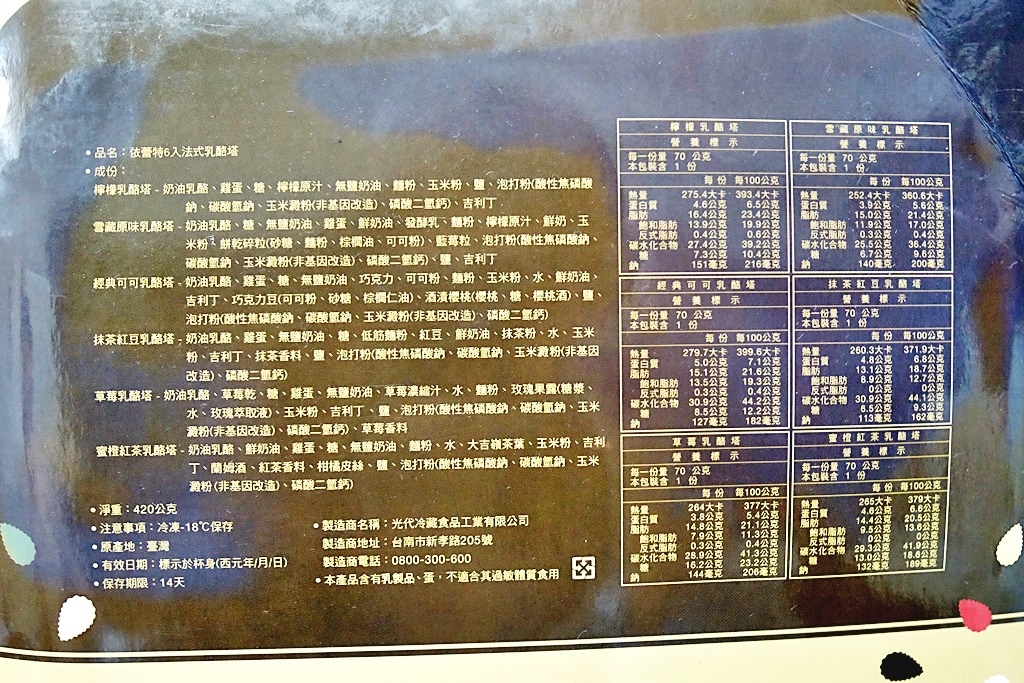 •品名：依蕾特6入法式乳酪塔
•成份：
檸檬乳酪塔 - 奶油乳酪、雞蛋、糖、檸檬原汁、無鹽奶油、麵粉、玉米粉、鹽、泡打粉(酸性焦磷酸
鈉、碳酸氫鈉、玉米澱粉(非基因改造)、磷酸二氫鈣)、吉利丁
雪藏原味乳酪塔 - 奶油乳酪、糖、無鹽奶油、雞蛋、鮮奶油、發酵乳、麵粉、檸檬原汁、鮮奶、玉
米粉、餅乾碎粒(砂糖、麵粉、棕櫚油、可可粉)、藍莓粒、泡打粉(酸性焦磷酸鈉、
碳酸氫鈉、玉米澱粉(非基因改造)、磷酸二氫鈣)、鹽、吉利丁
經典可可乳酪塔 - 奶油乳酪、雞蛋、糖、無鹽奶油、巧克力、可可粉、麵粉、玉米粉、水、鮮奶油、
吉利丁、巧克力豆(可可粉、砂糖、棕櫚仁油)、酒漬櫻桃(櫻桃、糖、櫻桃酒)、鹽、
泡打粉(酸性焦磷酸鈉、碳酸氫鈉、玉米澱粉(非基因改造)、磷酸二氫鈣)
抹茶紅豆乳酪塔 - 奶油乳酪、雞蛋、無鹽奶油、糖、低筋麵粉、紅豆、鮮奶油、抹茶粉、水、玉米
粉、吉利丁、抹茶香料、鹽、泡打粉(酸性焦磷酸鈉、碳酸氫鈉、玉米澱粉(非基因
改造)、磷酸二氫鈣)
草莓乳酪塔 - 奶油乳酪、草莓乾、糖、雞蛋、無鹽奶油、草莓濃縮汁、水、麵粉、玫瑰果露(糖漿、
水、玫瑰萃取液)、玉米粉、吉利丁、鹽、泡打粉(酸性焦磷酸鈉、碳酸氫鈉、玉米
澱粉(非基因改造)、磷酸二氫鈣)、草莓香料
蜜橙紅茶乳酪塔 - 奶油乳酪、鮮奶油、雞蛋、糖、無鹽奶油、麵粉、水、大吉嶺茶葉、玉米粉、吉利
丁、蘭姆酒、紅茶香料、柑橘皮絲、鹽、泡打粉(酸性焦磷酸鈉、碳酸氫鈉、玉米
澱粉(非基因改造)、磷酸二氫鈣)
•淨重：420公克
•注意事項：冷凍-18℃保存
•原產地：臺灣
•有效日期：標示於杯身(西元年/月/日)
•保存期限：14天
•製造商名稱：光代冷藏食品工業有限公司
製造商地址：台南市新孝路205號
製造商電話：0800-300-600
•本產品含有乳製品、蛋，不適合其過敏體質食用
檸檬乳酪塔
營養標示
每一份量 70 公克
本包裝含 1 份
每份 每100公克
熱量 275.4大卡 393.4大卡
蛋白質 4.6公克 6.5公克
脂肪 16.4公克 23.4公克
飽和脂肪 13.9公克 19.9公克
反式脂肪 0.4公克 0.6公克
碳水化合物 27.4公克 39.2公克
糖 7.3公克 10.4公克
鈉 151毫克 216毫克
雪藏原味乳酪塔
營養標示
每一份量 70 公克
本包裝含 1 份
每份 每100公克
熱量 252.4大卡 360.6大卡
蛋白質 3.9公克 5.6公克
脂肪 15.0公克 21.4公克
飽和脂肪 11.9公克 17.0公克
反式脂肪 0.3公克 0.4公克
碳水化合物 25.5公克 36.4公克
糖 6.7公克 9.6公克
鈉 140毫克 200毫克
經典可可乳酪塔
營養標示
每一份量 70 公克
本包裝含 1 份
每份 每100公克
熱量 279.7大卡 399.6大卡
蛋白質 5.0公克 7.1公克
脂肪 15.1公克 21.6公克
飽和脂肪 13.5公克 19.3公克
反式脂肪 0.3公克 0.4公克
碳水化合物 30.9公克 44.2公克
糖 8.5公克 12.2公克
鈉 127毫克 182毫克
抹茶紅豆乳酪塔
營養標示
每一份量 70 公克
本包裝含 1 份
每份 每100公克
熱量 260.3大卡 371.9大卡
蛋白質 4.8公克 6.8公克
脂肪 13.1公克 18.7公克
飽和脂肪 8.9公克 12.7公克
反式脂肪 0公克 0公克
碳水化合物 30.9公克 44.1公克
糖 6.5公克 9.3公克
鈉 113毫克 162毫克
草莓乳酪塔
營養標示
每一份量 70 公克
本包裝含 1 份
每份 每100公克
熱量 264大卡 377大卡
蛋白質 3.8公克 5.4公克
脂肪 14.8公克 21.1公克
飽和脂肪 7.9公克 11.3公克
反式脂肪 0.3公克 0.4公克
碳水化合物 28.9公克 41.3公克
糖 16.2公克 23.2公克
鈉 144毫克 206毫克
蜜橙紅茶乳酪塔
營養標示
每一份量 70 公克
本包裝含 1 份
每份 每100公克
熱量 265大卡 379大卡
蛋白質 4.6公克 6.6公克
脂肪 14.4公克 20.5公克
飽和脂肪 9.5公克 13.6公克
反式脂肪 0公克 0公克
碳水化合物 29.3公克 41.9公克
糖 13.0公克 18.6公克
鈉 132毫克 189毫克